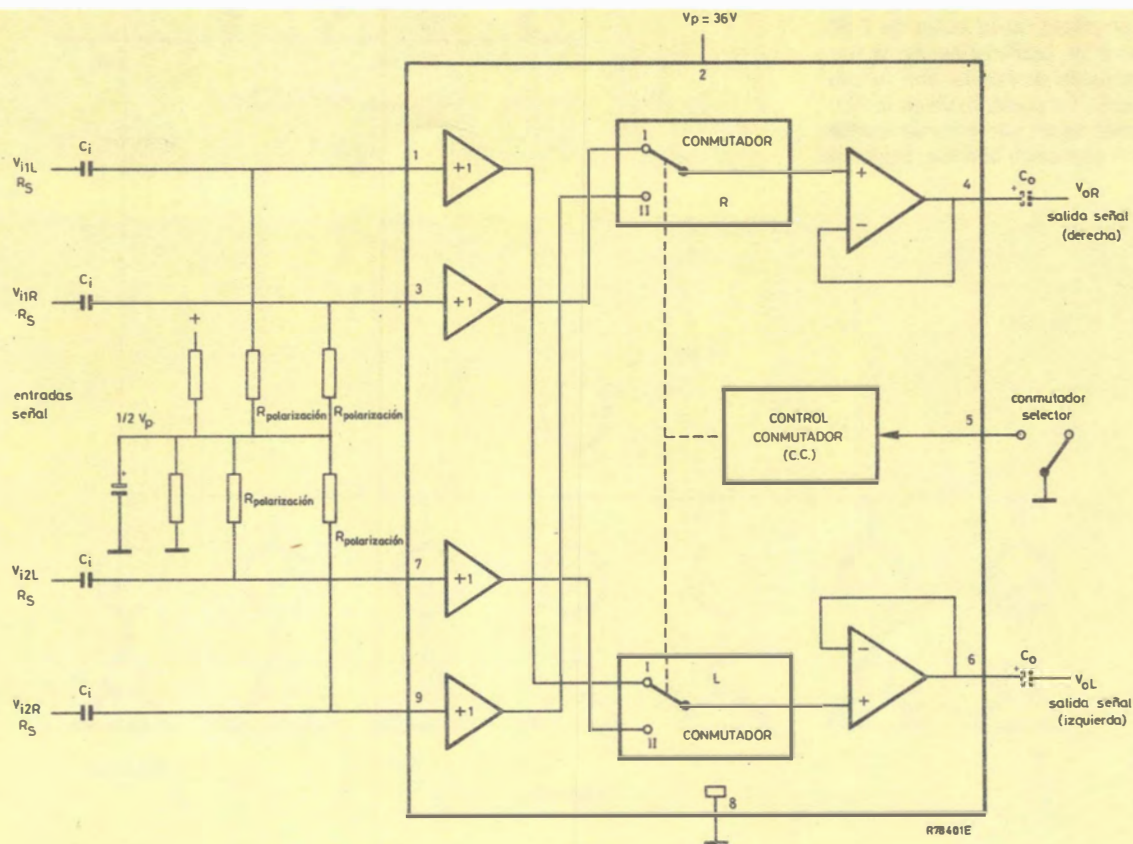 Vp = 36V
2
Vi1L
RS
Ci
1
+1
CONMUTADOR
I
II
R
+
−
4
Co
+
VoR
salida señal
(derecha)
Vi1R
RS
Ci
3
+1
+
entradas
señal
1/2 Vp
+
Rpolarización
Rpolarización
Rpolarización
Rpolarización
CONTROL
CONMUTADOR
(C.C.)
5
conmutador
selector
Vi2L
RS
Ci
7
+1
Vi2R
RS
Ci
9
+1
I
L
II
CONMUTADOR
−
+
6
Co
+
VoL
salida señal
(izquierda)
8
R78401E